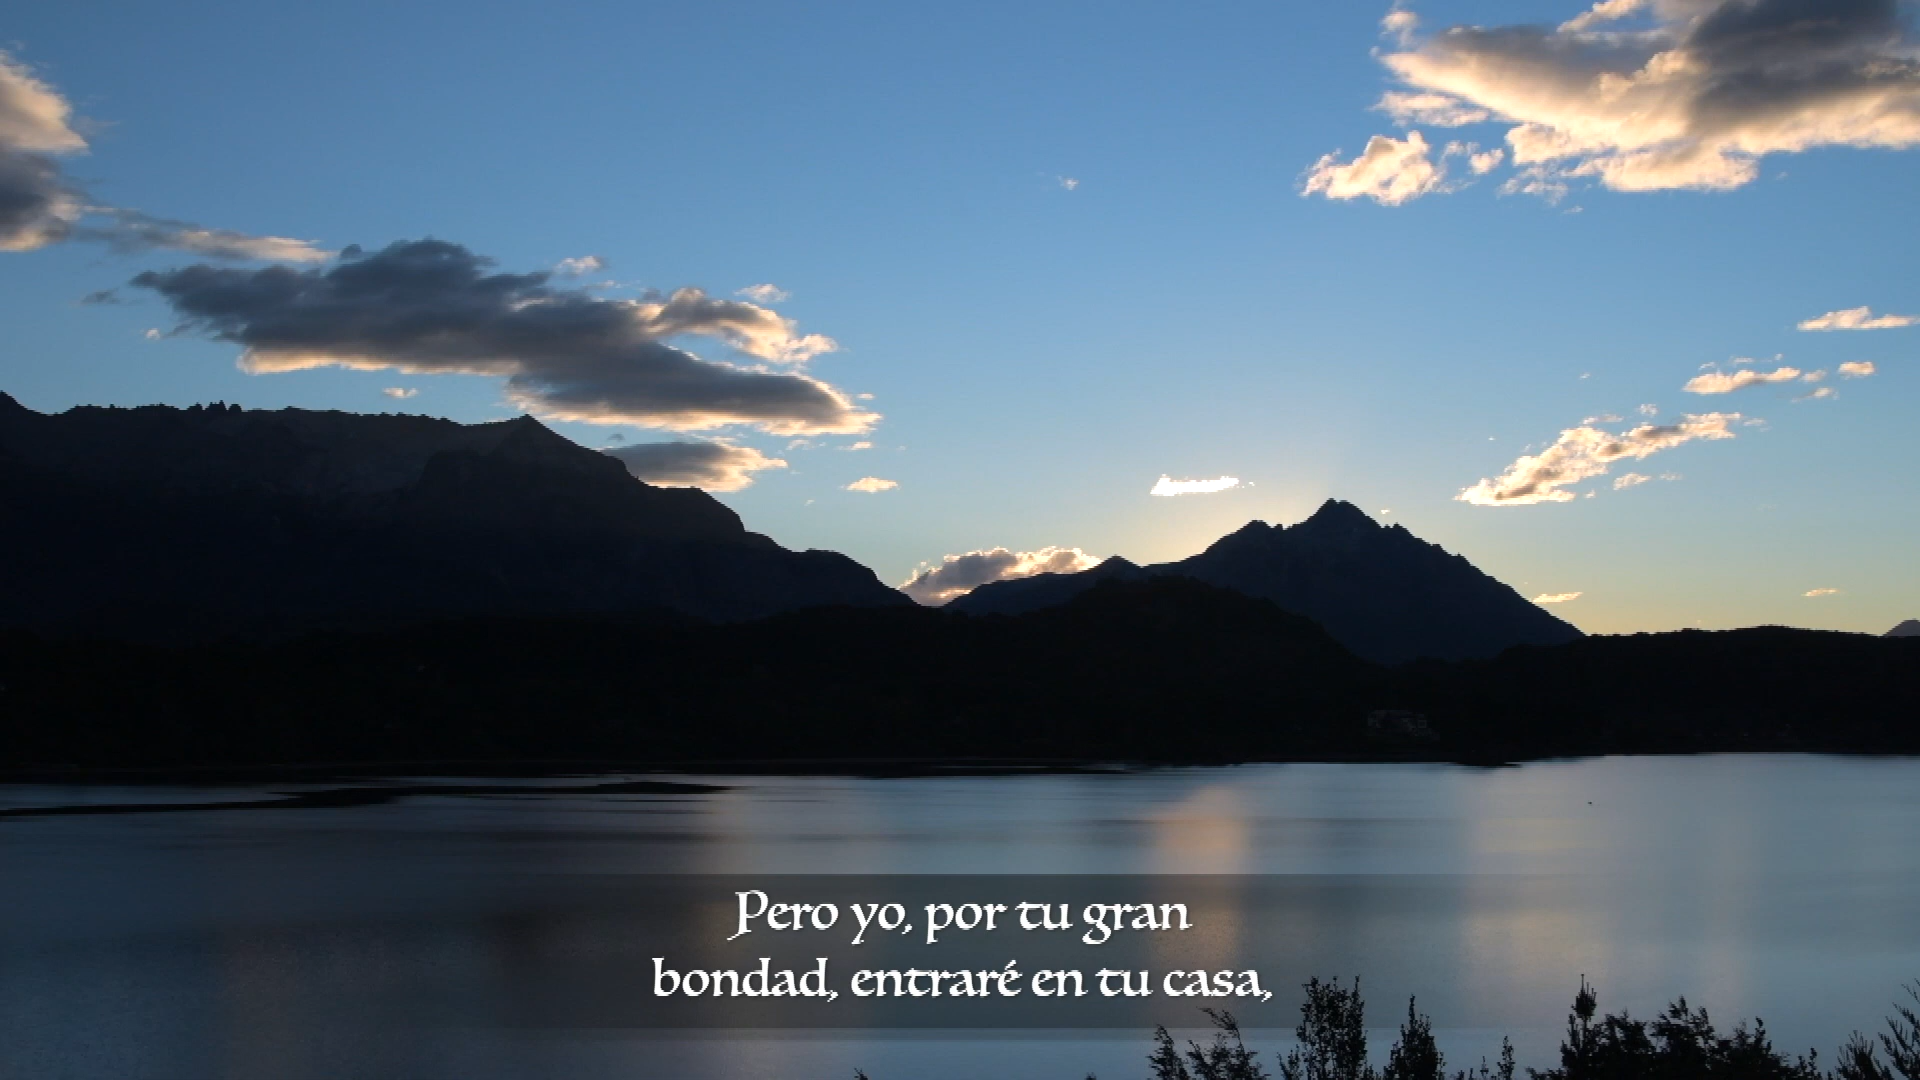 Pero yo, por tu gran
bondad, entraré en tu casa,